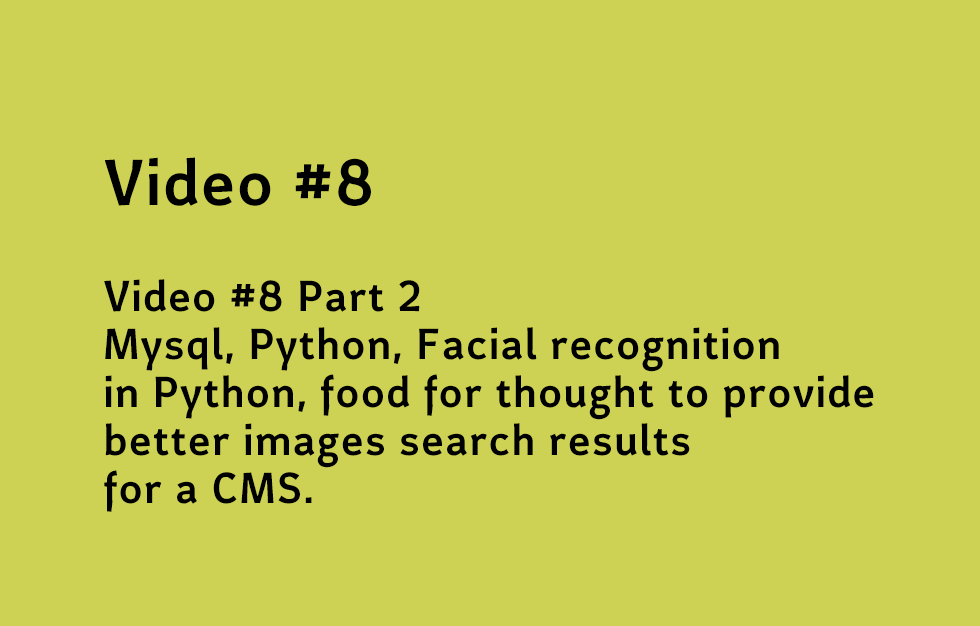 Video #8
Video #8 Part 2
Mysql, Python, Facial recognition
in Python, food for thought to provide
better images search results
for a CMS.